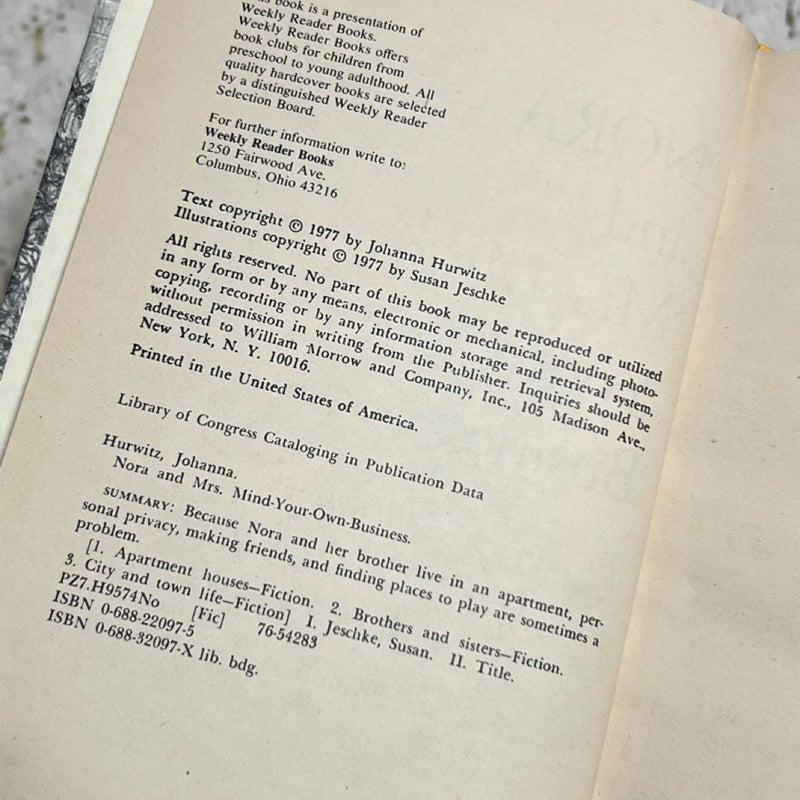 book is a presentation of
Weekly Reader Books.
Weekly Reader Books offers
book clubs for children from
preschool to young adulthood. All
quality hardcover books are selected
by a distinguished Weekly Reader
Selection Board.
For further information write to:
Weekly Reader Books
1250 Fairwood Ave.
Columbus, Ohio 43216
Text copyright © 1977 by Johanna Hurwitz
Illustrations copyright © 1977 by Susan Jeschke
All rights reserved. No part of this book may be reproduced or utilized
in any form or by any means, electronic or mechanical, including photo-
copying, recording or by any information storage and retrieval system,
without permission in writing from the Publisher. Inquiries should be
addressed to William Morrow and Company, Inc., 105 Madison Ave.,
New York, N. Y. 10016.
Printed in the United States of America.
Library of Congress Cataloging in Publication Data
Hurwitz, Johanna.
Nora and Mrs. Mind-Your-Own-Business.
SUMMARY: Because Nora and her brother live in an apartment, per-
sonal privacy, making friends, and finding places to play are sometimes a
problem.
[1. Apartment houses—Fiction. 2. Brothers and sisters—Fiction.
3. City and town life—Fiction] I. Jeschke, Susan. II. Title.
PZ7.H9574No [Fic] 76-54283
ISBN 0-688-22097-5
ISBN 0-688-32097-X lib. bdg.